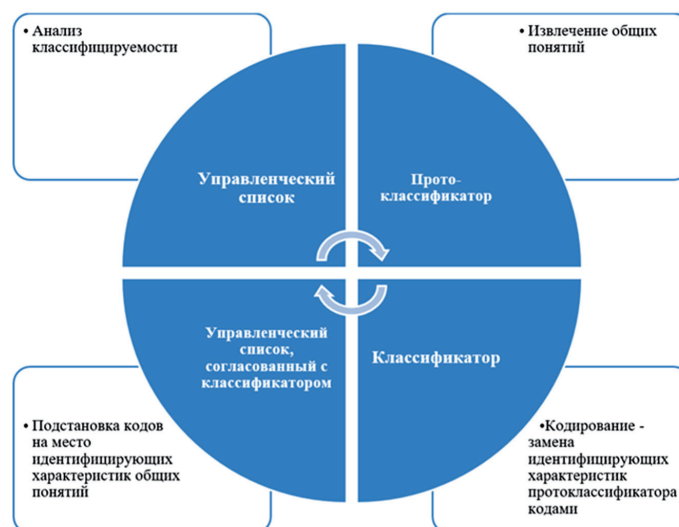 • Анализ
классифицируемости
• Извлечение общих
понятий
Управленческий
список
Прото-
классификатор
Управленческий
список,
согласованный с
классификатором
Классификатор
• Подстановка кодов
на место
идентифицирующих
характеристик общих
понятий
•Кодирование -
замена
идентифицирующих
характеристик
протоклассификатора
кодами